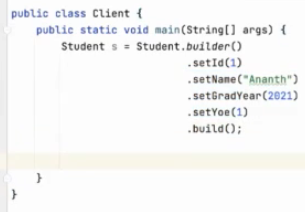 public class Client {
    public static void main(String[] args) {
        Student s = Student.builder()
                            .setId(1)
                            .setName("Ananth")
                            .setGradYear(2021)
                            .setYoe(1)
                            .build();
    }
}